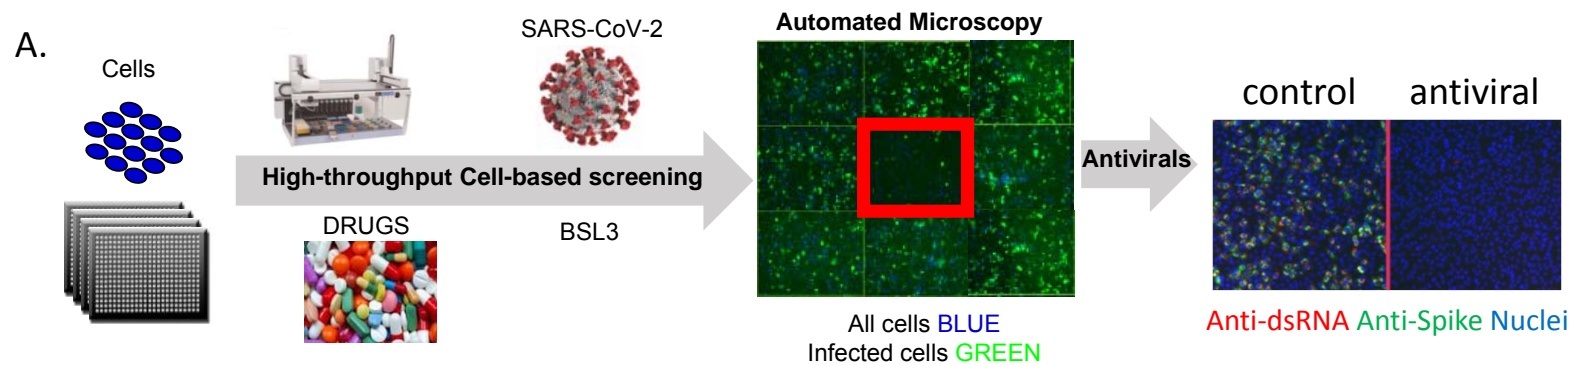 A.
Cells
SARS-CoV-2
High-throughput Cell-based screening
DRUGS
BSL3
Automated Microscopy
All cells BLUE
Infected cells GREEN
Antivirals
control antiviral
Anti-dsRNA Anti-Spike Nuclei